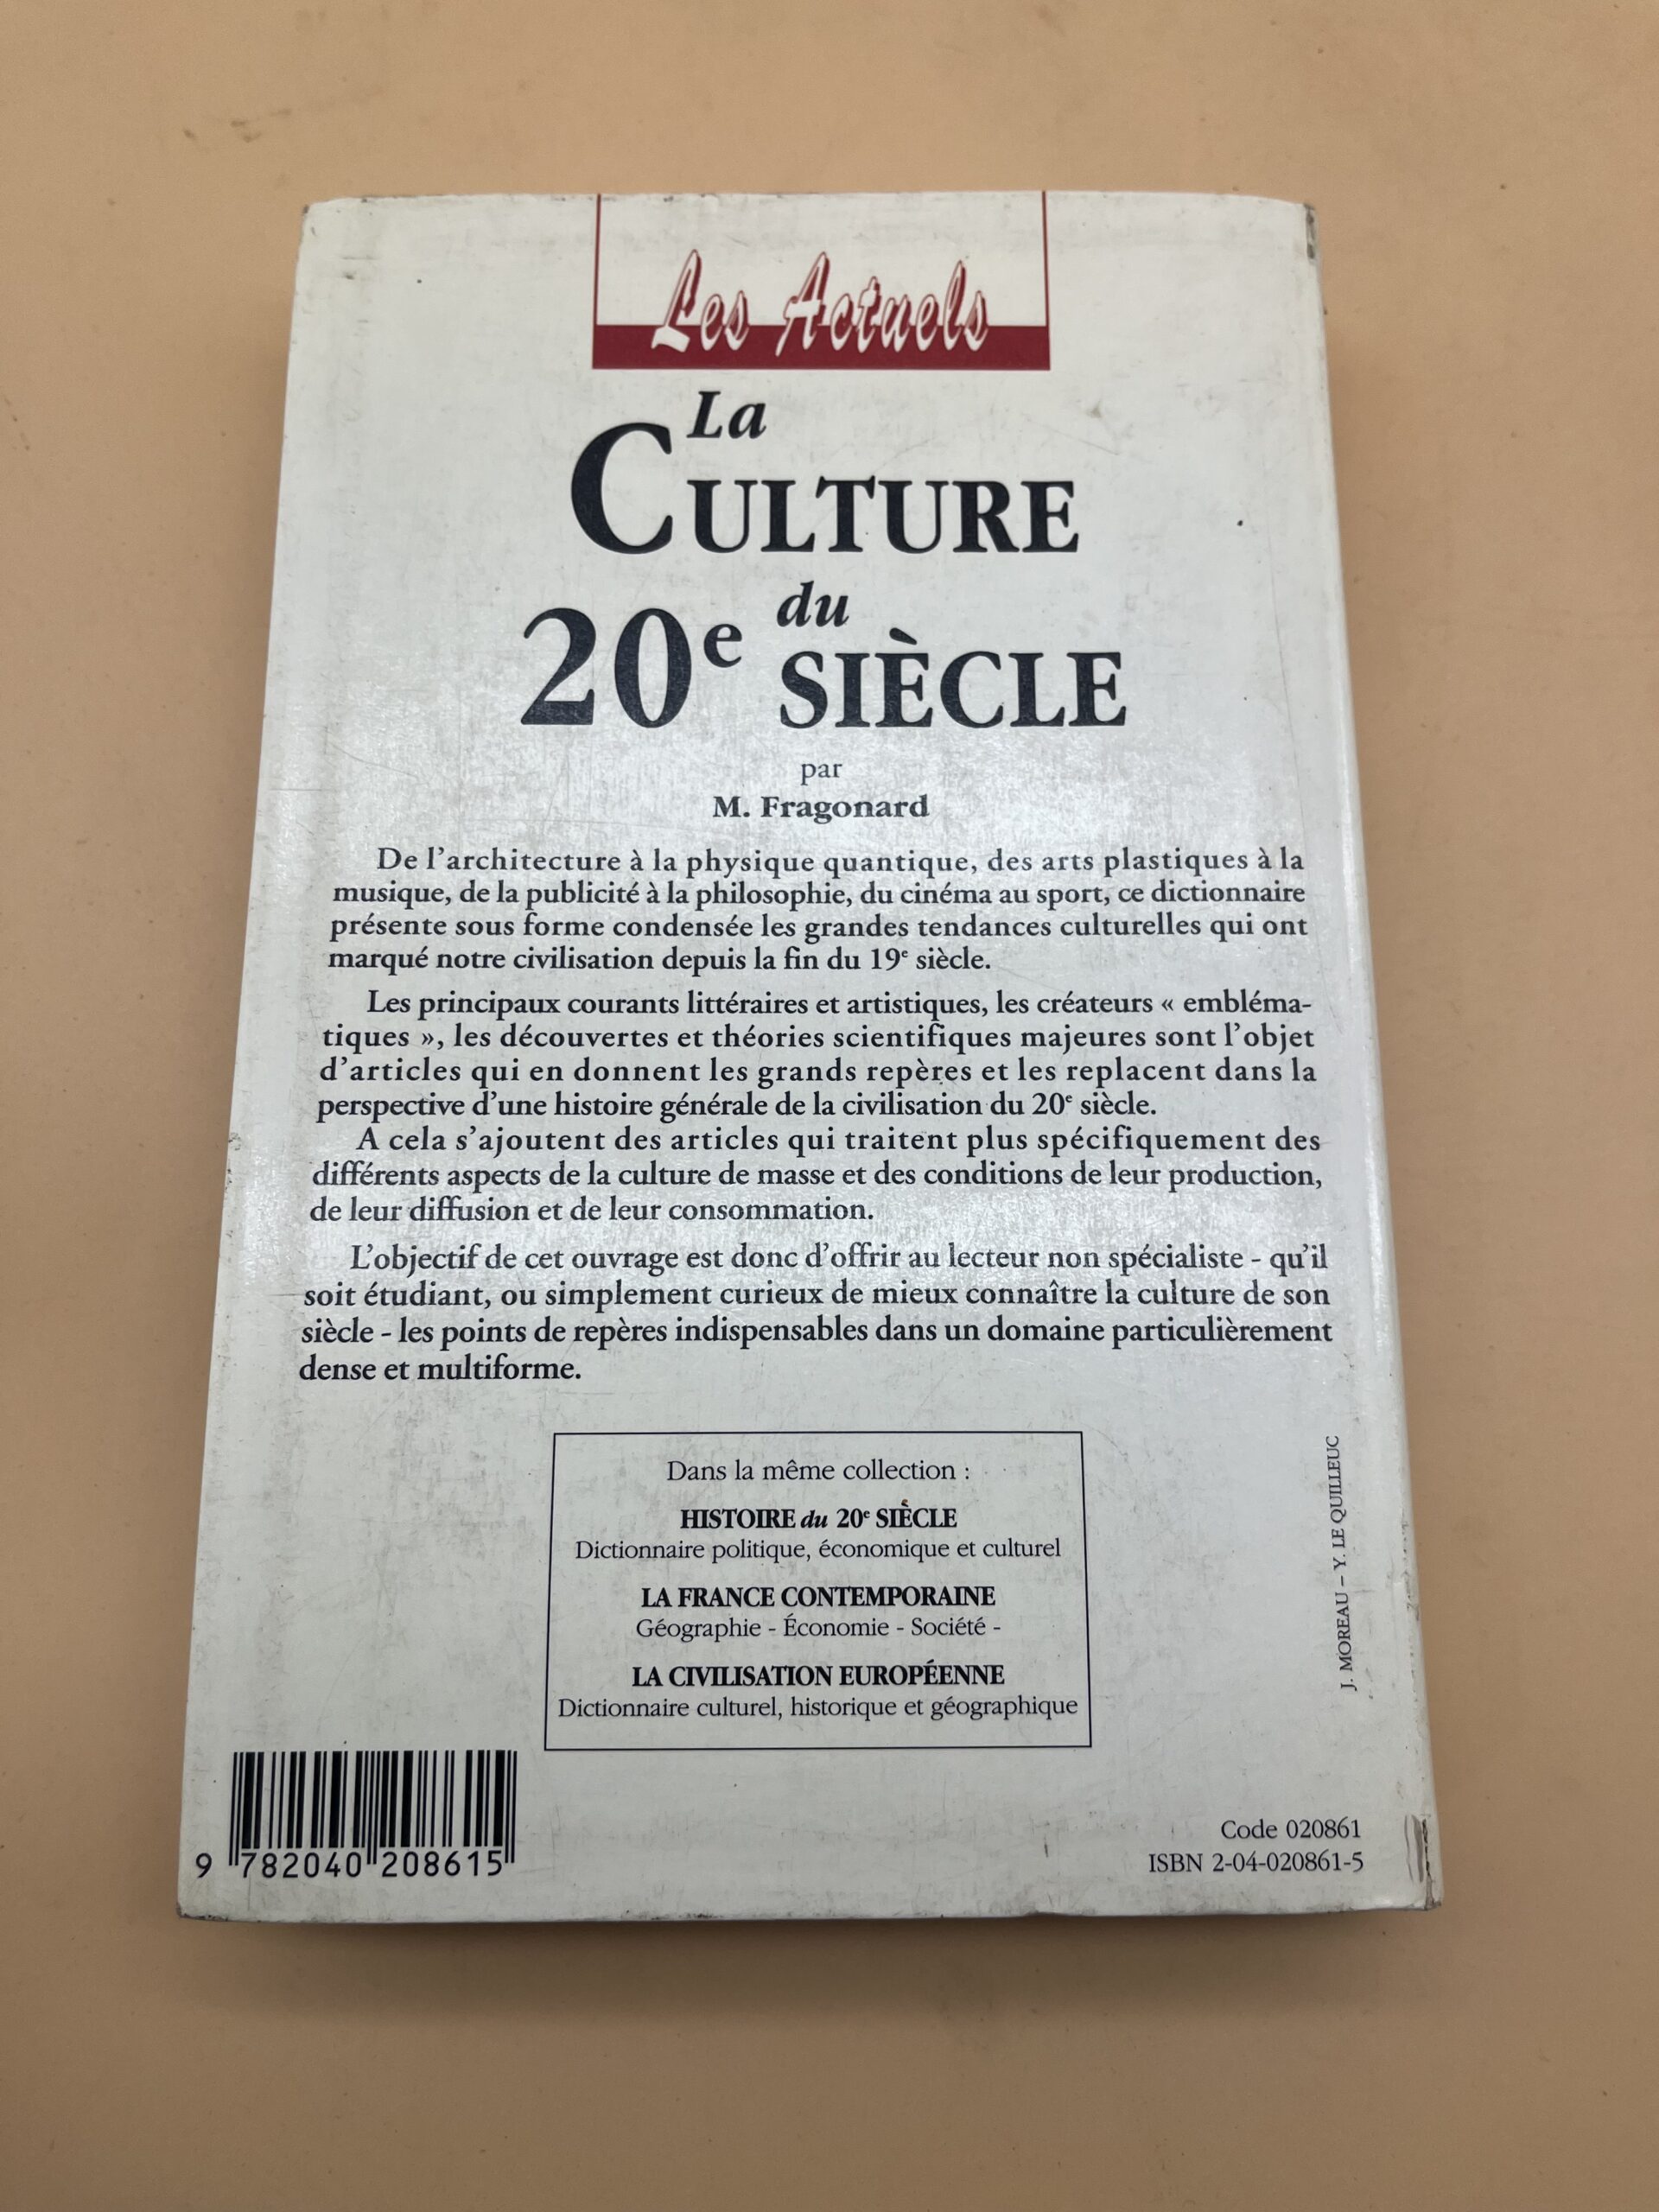 Les Actuels
La
CULTURE
du
20e SIÈCLE
par
M. Fragonard
De l'architecture à la physique quantique, des arts plastiques à la
musique, de la publicité à la philosophie, du cinéma au sport, ce dictionnaire
présente sous forme condensée les grandes tendances culturelles qui ont
marqué notre civilisation depuis la fin du 19e siècle.
Les principaux courants littéraires et artistiques, les créateurs « embléma-
tiques », les découvertes et théories scientifiques majeures sont l'objet
d'articles qui en donnent les grands repères et les replacent dans la
perspective d'une histoire générale de la civilisation du 20e siècle.
A cela s'ajoutent des articles qui traitent plus spécifiquement des
différents aspects de la culture de masse et des conditions de leur production,
de leur diffusion et de leur consommation.
L'objectif de cet ouvrage est donc d'offrir au lecteur non spécialiste - qu'il
soit étudiant, ou simplement curieux de mieux connaître la culture de son
siècle - les points de repères indispensables dans un domaine particulièrement
dense et multiforme.
Dans la même collection :
HISTOIRE du 20e SIÈCLE
Dictionnaire politique, économique et culturel
LA FRANCE CONTEMPORAINE
Géographie - Économie - Société -
LA CIVILISATION EUROPÉENNE
Dictionnaire culturel, historique et géographique
J. MOREAU – Y. LE QUILLEUC
9 782040 208615
Code 020861
ISBN 2-04-020861-5